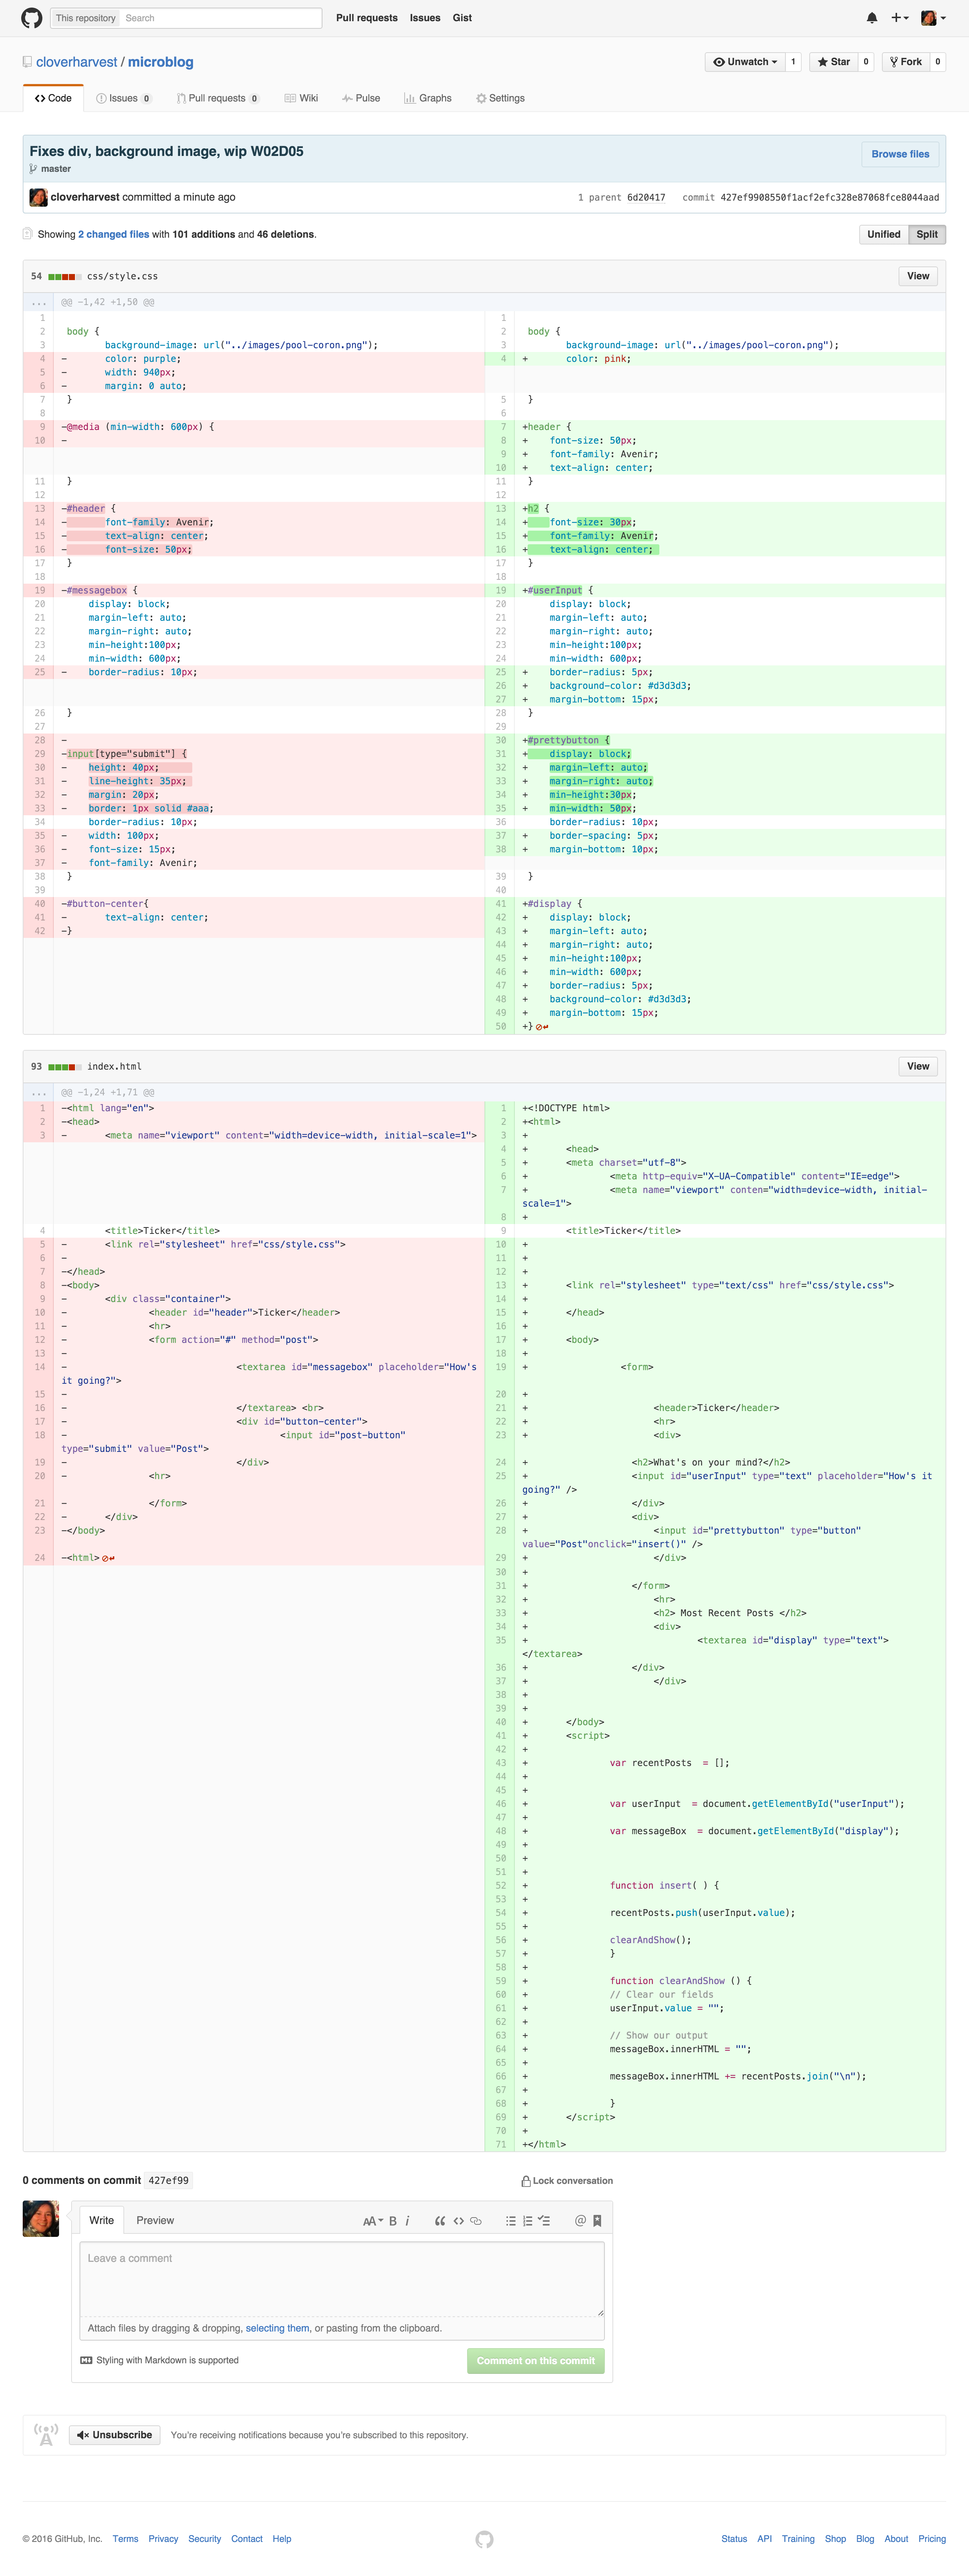 This repository Search Pull requests Issues Gist
cloverharvest / microblog Unwatch 1 Star 0 Fork 0
Code Issues 0 Pull requests 0 Wiki Pulse Graphs Settings
Fixes div, background image, wip W02D05 Browse files
master
cloverharvest committed a minute ago 1 parent 6d20417 commit 427ef9908550f1acf2efc328e87068fce8044aad
Showing 2 changed files with 101 additions and 46 deletions. Unified Split
54 css/style.css View
... @@ -1,42 +1,50 @@
1 1
2 body { 2 body {
3 background-image: url("../images/pool-coron.png"); 3 background-image: url("../images/pool-coron.png");
4 - color: purple; 4 + color: pink;
5 - width: 940px;
6 - margin: 0 auto;
7 } 5 }
8 6
9 -@media (min-width: 600px) { 7 +header {
10 - 8 + font-size: 50px;
9 + font-family: Avenir;
10 + text-align: center;
11 } 11 }
12 12
13 -#header { 13 +h2 {
14 - font-family: Avenir; 14 + font-size: 30px;
15 - text-align: center; 15 + font-family: Avenir;
16 - font-size: 50px; 16 + text-align: center;
17 } 17 }
18 18
19 -#messagebox { 19 +#userInput {
20 display: block; 20 display: block;
21 margin-left: auto; 21 margin-left: auto;
22 margin-right: auto; 22 margin-right: auto;
23 min-height:100px; 23 min-height:100px;
24 min-width: 600px; 24 min-width: 600px;
25 - border-radius: 10px; 25 + border-radius: 5px;
26 + background-color: #d3d3d3;
27 + margin-bottom: 15px;
26 } 28 }
27 29
28 - 30 +#prettybutton {
29 -input[type="submit"] { 31 + display: block;
30 - height: 40px; 32 + margin-left: auto;
31 - line-height: 35px; 33 + margin-right: auto;
32 - margin: 20px; 34 + min-height:30px;
33 - border: 1px solid #aaa; 35 + min-width: 50px;
34 border-radius: 10px; 36 border-radius: 10px;
35 - width: 100px; 37 + border-spacing: 5px;
36 - font-size: 15px; 38 + margin-bottom: 10px;
37 - font-family: Avenir;
38 } 39 }
39 40
40 -#button-center{ 41 +#display {
41 - text-align: center; 42 + display: block;
42 -} 43 + margin-left: auto;
44 + margin-right: auto;
45 + min-height:100px;
46 + min-width: 600px;
47 + border-radius: 5px;
48 + background-color: #d3d3d3;
49 + margin-bottom: 15px;
50 +}
93 index.html View
... @@ -1,24 +1,71 @@
1 -<html lang="en"> 1 +<!DOCTYPE html>
2 -<head> 2 +<html>
3 - <meta name="viewport" content="width=device-width, initial-scale=1"> 3 +
4 + <head>
5 + <meta charset="utf-8">
6 + <meta http-equiv="X-UA-Compatible" content="IE=edge">
7 + <meta name="viewport" conten="width=device-width, initial-
scale=1">
8 +
4 <title>Ticker</title> 9 <title>Ticker</title>
5 - <link rel="stylesheet" href="css/style.css"> 10 +
6 - 11 +
7 -</head> 12 +
8 -<body> 13 + <link rel="stylesheet" type="text/css" href="css/style.css">
9 - <div class="container"> 14 +
10 - <header id="header">Ticker</header> 15 + </head>
11 - <hr> 16 +
12 - <form action="#" method="post"> 17 + <body>
13 - 18 +
14 - <textarea id="messagebox" placeholder="How's 19 + <form>
it going?">
15 - 20 +
16 - </textarea> <br> 21 + <header>Ticker</header>
17 - <div id="button-center"> 22 + <hr>
18 - <input id="post-button" 23 + <div>
type="submit" value="Post">
19 - </div> 24 + <h2>What's on your mind?</h2>
20 - <hr> 25 + <input id="userInput" type="text" placeholder="How's it
going?" />
21 - </form> 26 + </div>
22 - </div> 27 + <div>
23 -</body> 28 + <input id="prettybutton" type="button"
value="Post"onclick="insert()" />
24 -<html> 29 + </div>
30 +
31 + </form>
32 + <hr>
33 + <h2> Most Recent Posts </h2>
34 + <div>
35 + <textarea id="display" type="text">
</textarea>
36 + </div>
37 + </div>
38 +
39 +
40 + </body>
41 + <script>
42 +
43 + var recentPosts = [];
44 +
45 +
46 + var userInput = document.getElementById("userInput");
47 +
48 + var messageBox = document.getElementById("display");
49 +
50 +
51 +
52 + function insert( ) {
53 +
54 + recentPosts.push(userInput.value);
55 +
56 + clearAndShow();
57 + }
58 +
59 + function clearAndShow () {
60 + // Clear our fields
61 + userInput.value = "";
62 +
63 + // Show our output
64 + messageBox.innerHTML = "";
65 +
66 + messageBox.innerHTML += recentPosts.join("\n");
67 +
68 + }
69 + </script>
70 +
71 +</html>
0 comments on commit 427ef99 Lock conversation
Write Preview AA B i @
Leave a comment
Attach files by dragging & dropping, selecting them, or pasting from the clipboard.
Styling with Markdown is supported Comment on this commit
Unsubscribe You're receiving notifications because you're subscribed to this repository.
© 2016 GitHub, Inc. Terms Privacy Security Contact Help Status API Training Shop Blog About Pricing